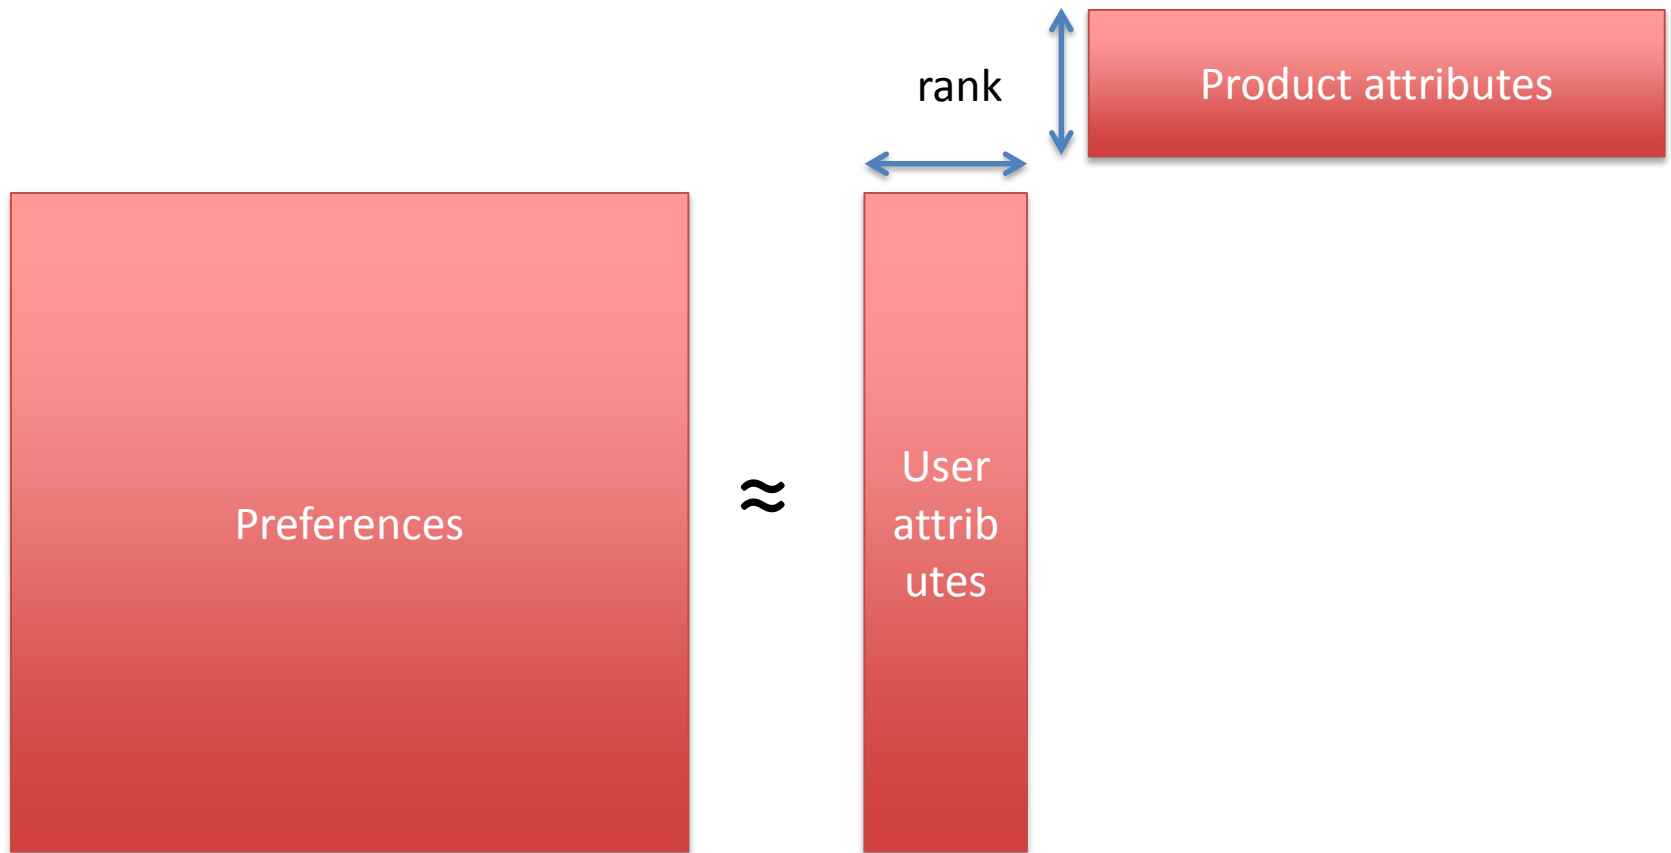 rank
Product attributes
Preferences
≈
User
attrib
utes